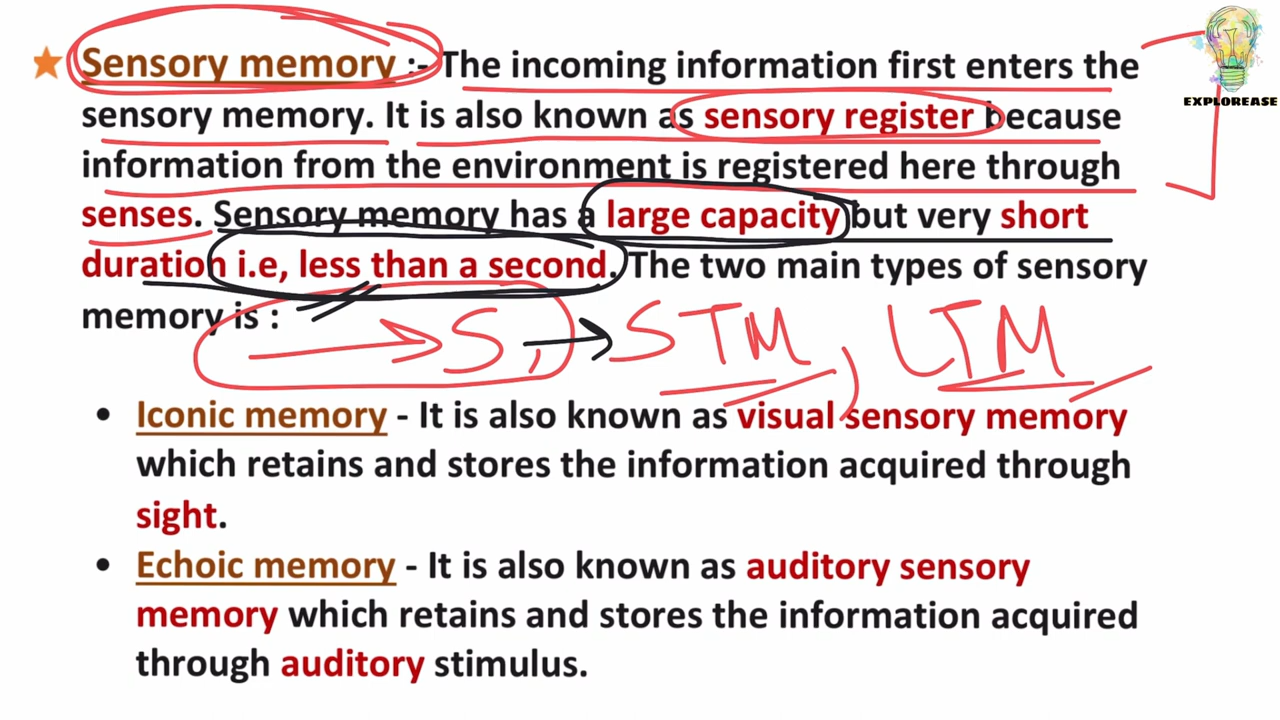 Sensory memory :- The incoming information first enters the
sensory memory. It is also known as sensory register because
information from the environment is registered here through
senses. Sensory memory has a large capacity but very short
duration i.e, less than a second. The two main types of sensory
memory is :
→ S, → STM, LTM
• Iconic memory - It is also known as visual sensory memory
which retains and stores the information acquired through
sight.
• Echoic memory - It is also known as auditory sensory
memory which retains and stores the information acquired
through auditory stimulus.
EXPLOREASE